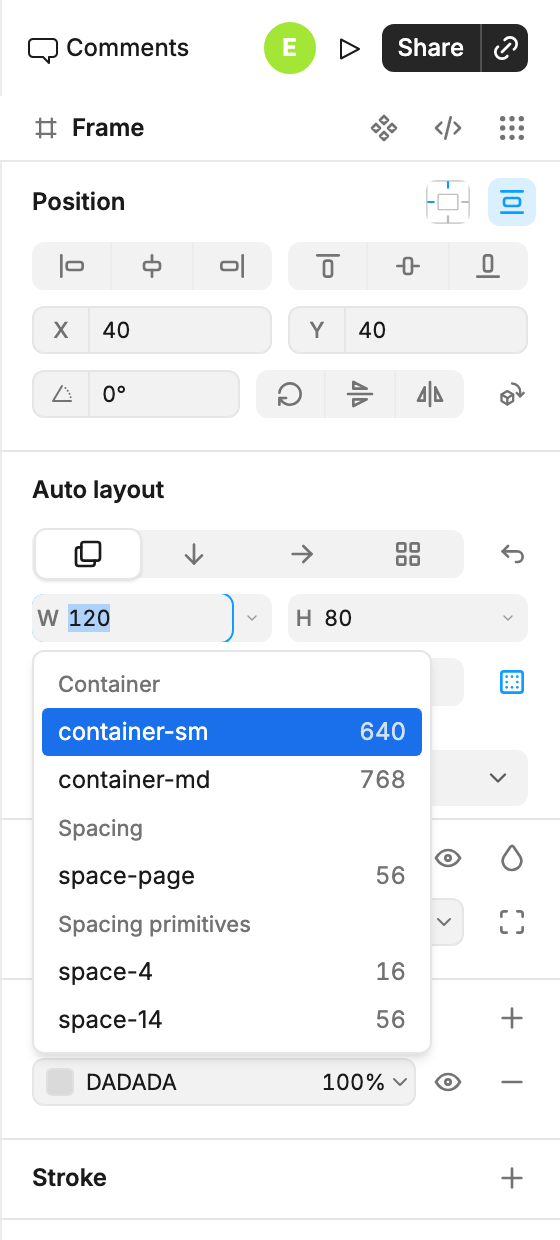 Comments E Share
Frame
Position
X 40 Y 40
0°
Auto layout
W 120 H 80
Container
container-sm 640
container-md 768
Spacing
space-page 56
Spacing primitives
space-4 16
space-14 56
DADADA 100%
Stroke